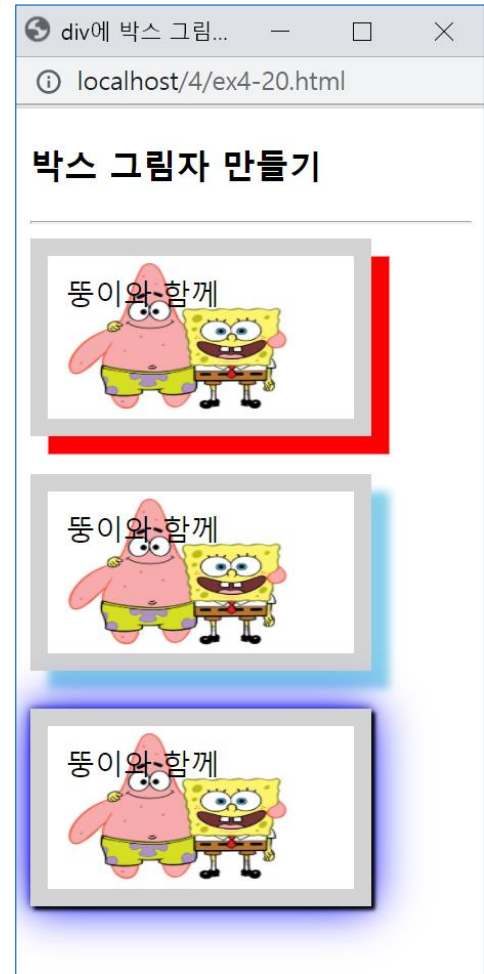 div에 박스 그림...
localhost/4/ex4-20.html
박스 그림자 만들기
뚱이와 함께
뚱이와 함께
뚱이와 함께